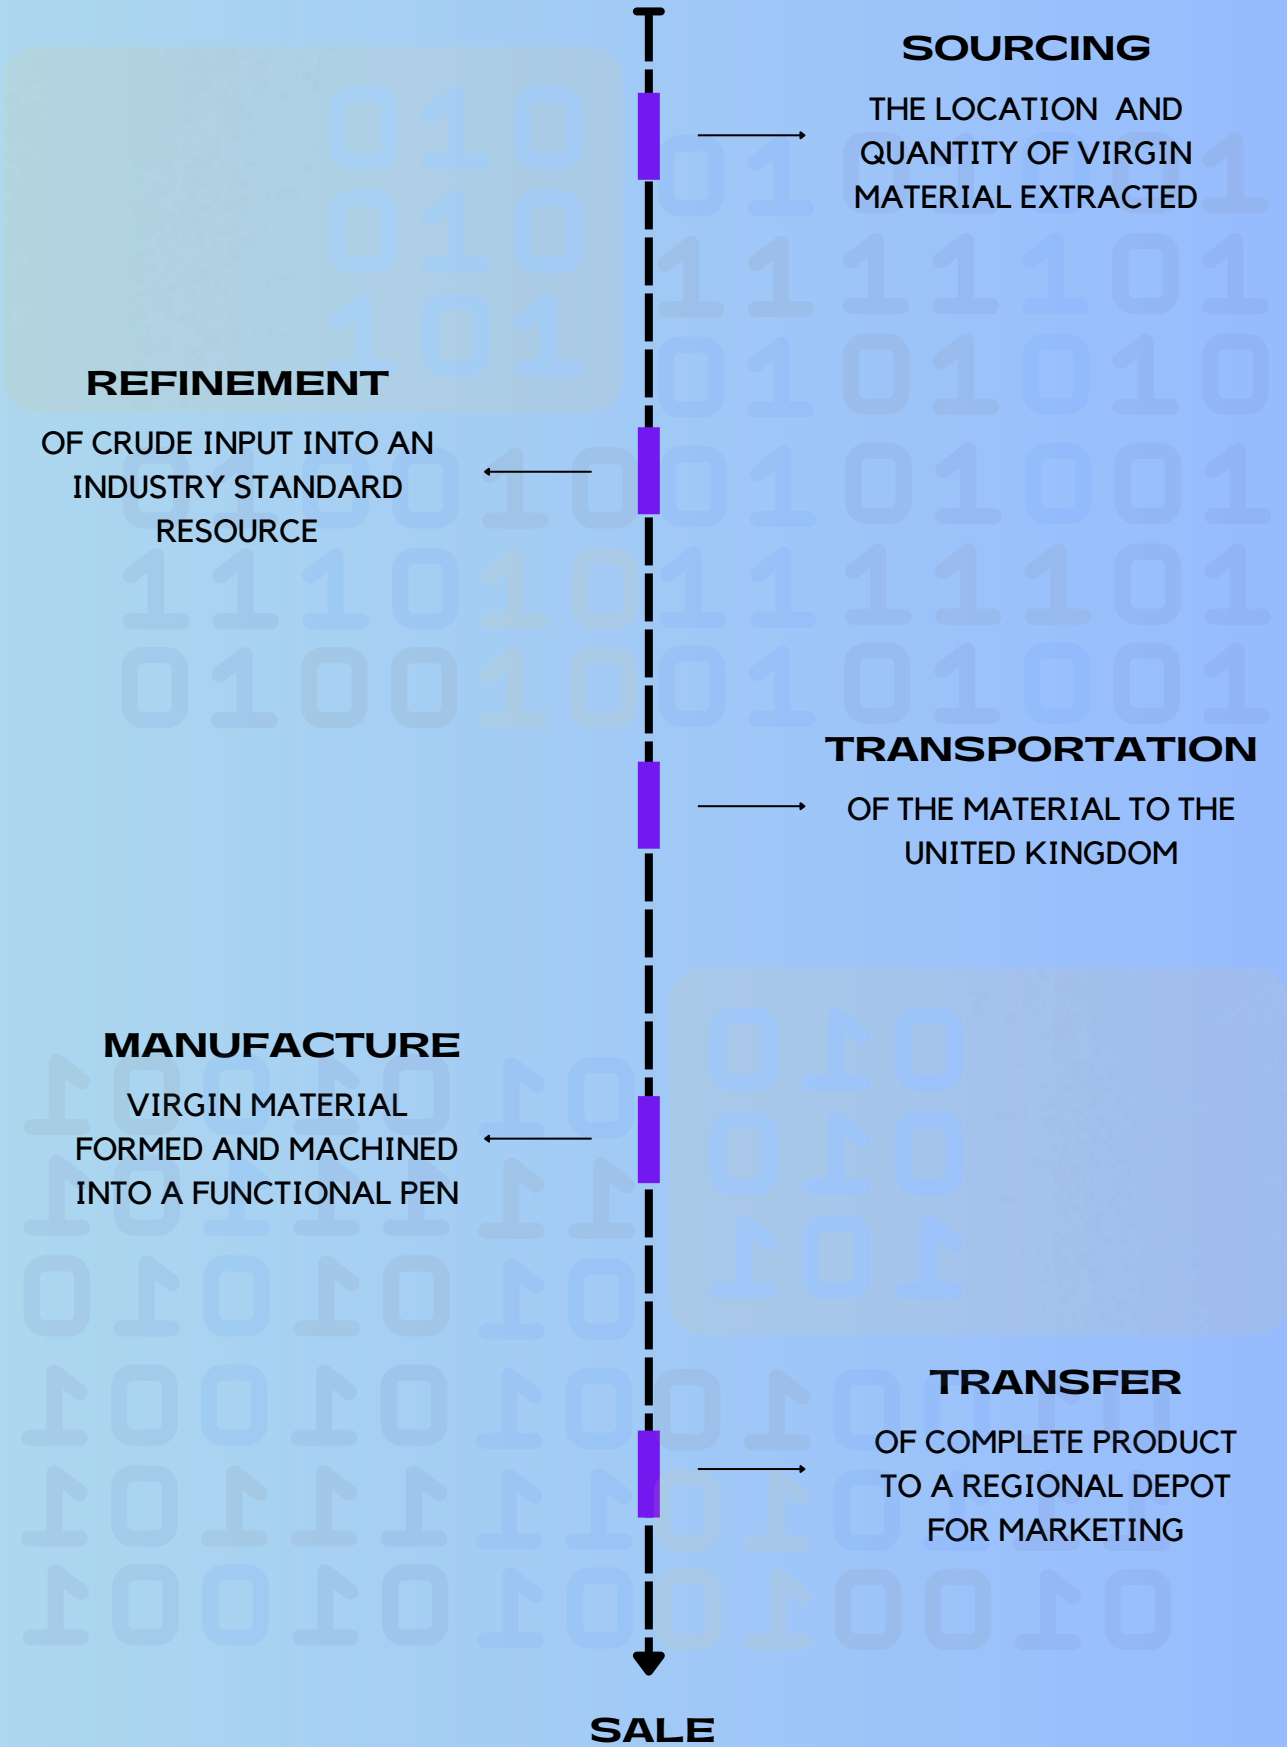 SOURCING
THE LOCATION AND
QUANTITY OF VIRGIN
MATERIAL EXTRACTED
REFINEMENT
OF CRUDE INPUT INTO AN
INDUSTRY STANDARD
RESOURCE
TRANSPORTATION
OF THE MATERIAL TO THE
UNITED KINGDOM
MANUFACTURE
VIRGIN MATERIAL
FORMED AND MACHINED
INTO A FUNCTIONAL PEN
TRANSFER
OF COMPLETE PRODUCT
TO A REGIONAL DEPOT
FOR MARKETING
SALE